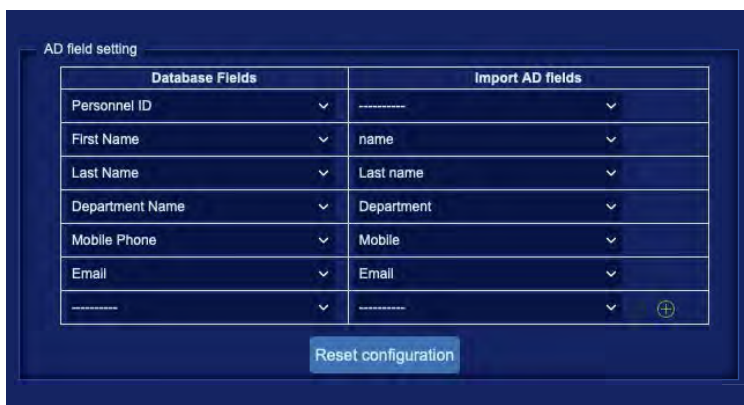 AD field setting
Database Fields Import AD fields
Personnel ID ----------
First Name name
Last Name Last name
Department Name Department
Mobile Phone Mobile
Email Email
---------- ----------
Reset configuration